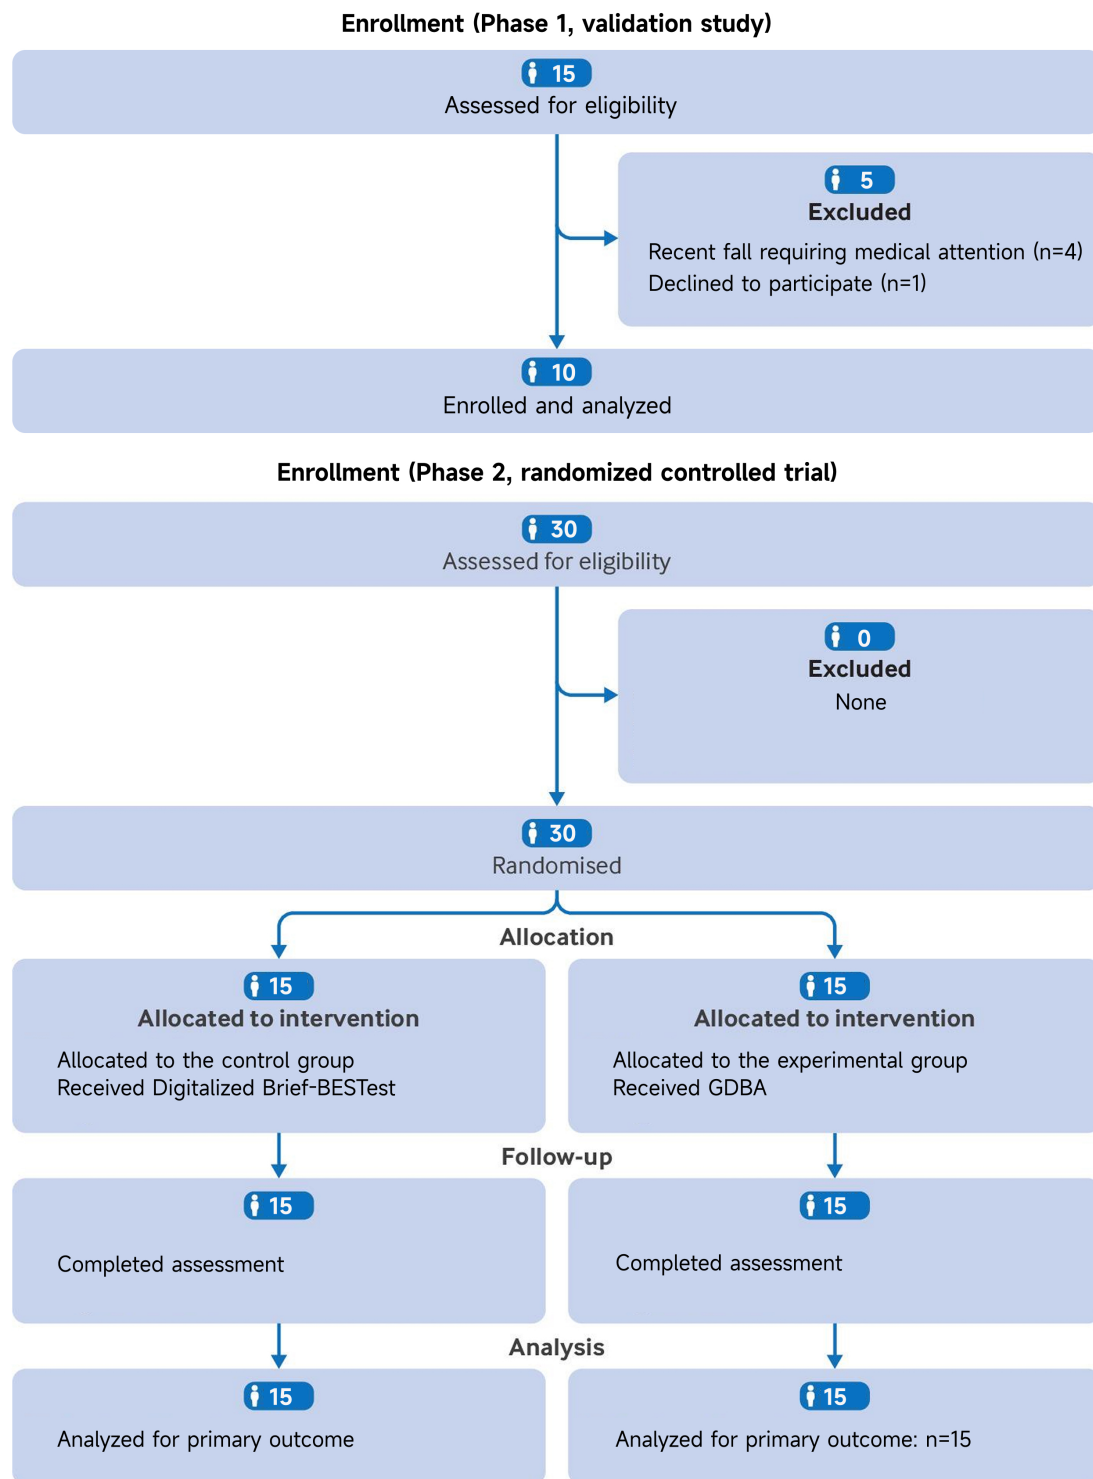 Enrollment (Phase 1, validation study)
15
Assessed for eligibility
5
Excluded
Recent fall requiring medical attention (n=4)
Declined to participate (n=1)
10
Enrolled and analyzed
Enrollment (Phase 2, randomized controlled trial)
30
Assessed for eligibility
0
Excluded
None
30
Randomised
Allocation
15
Allocated to intervention
Allocated to the control group
Received Digitalized Brief-BESTest
15
Allocated to intervention
Allocated to the experimental group
Received GDBA
Follow-up
15
Completed assessment
15
Completed assessment
Analysis
15
Analyzed for primary outcome
15
Analyzed for primary outcome: n=15